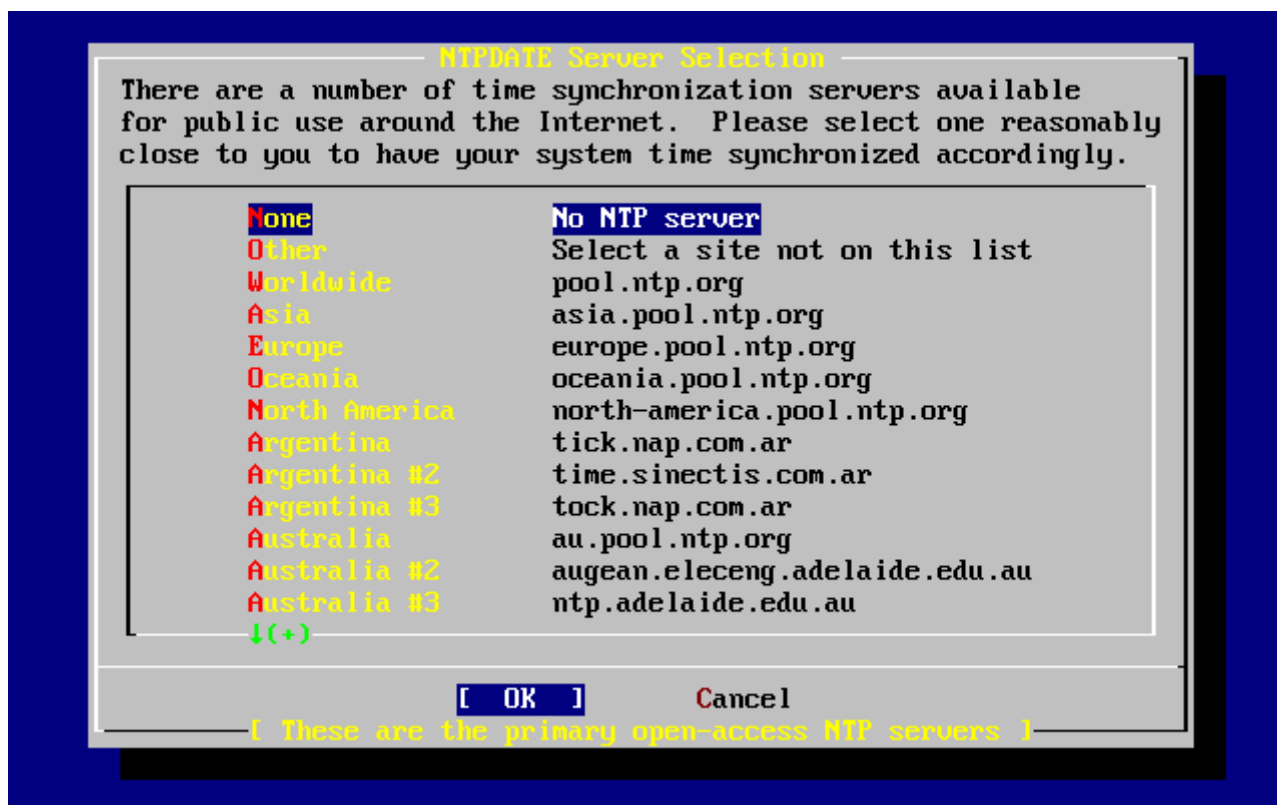 NTPDATE Server Selection
There are a number of time synchronization servers available
for public use around the Internet.  Please select one reasonably
close to you to have your system time synchronized accordingly.
None No NTP server
Other Select a site not on this list
Worldwide pool.ntp.org
Asia asia.pool.ntp.org
Europe europe.pool.ntp.org
Oceania oceania.pool.ntp.org
North America north-america.pool.ntp.org
Argentina tick.nap.com.ar
Argentina #2 time.sinectis.com.ar
Argentina #3 tock.nap.com.ar
Australia au.pool.ntp.org
Australia #2 augean.eleceng.adelaide.edu.au
Australia #3 ntp.adelaide.edu.au
↓(+)
[  OK  ] Cancel
[ These are the primary open-access NTP servers ]